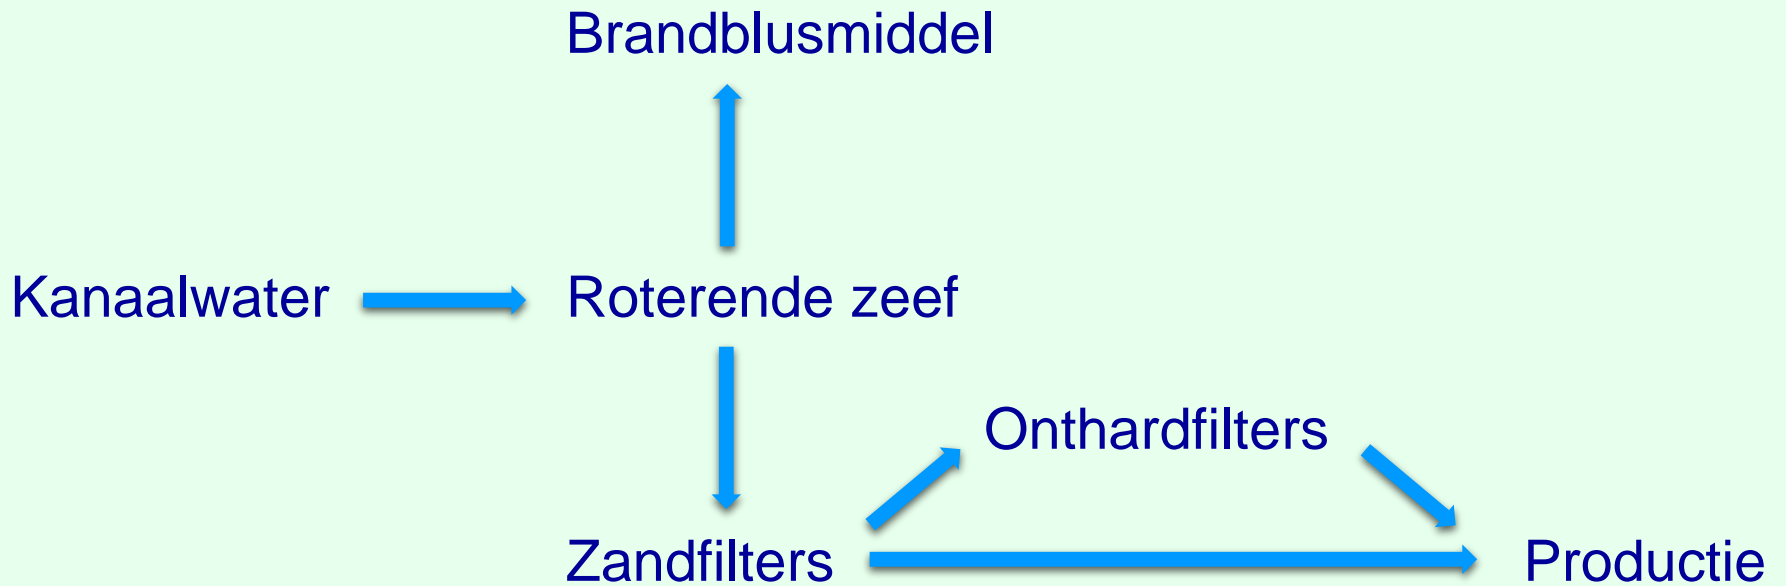 Brandblusmiddel
Kanaalwater
Roterende zeef
Onthardfilters
Zandfilters
Productie